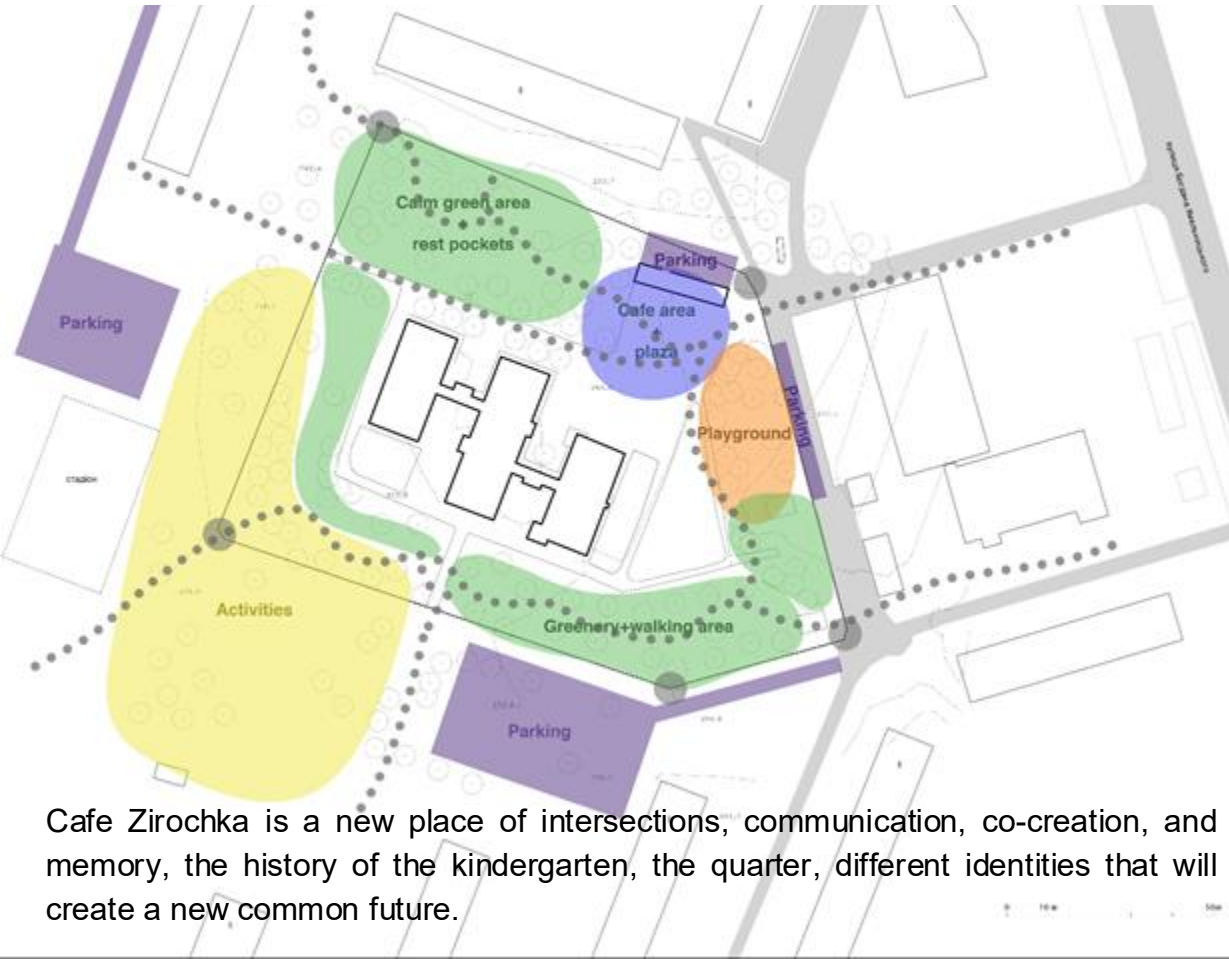 Calm green area
+
rest pockets
Parking
Cafe area
+
plaza
Parking
Parking
Playground
стадіон
Activities
Greenery+walking area
Parking
Cafe Zirochka is a new place of intersections, communication, co-creation, and
memory, the history of the kindergarten, the quarter, different identities that will
create a new common future.